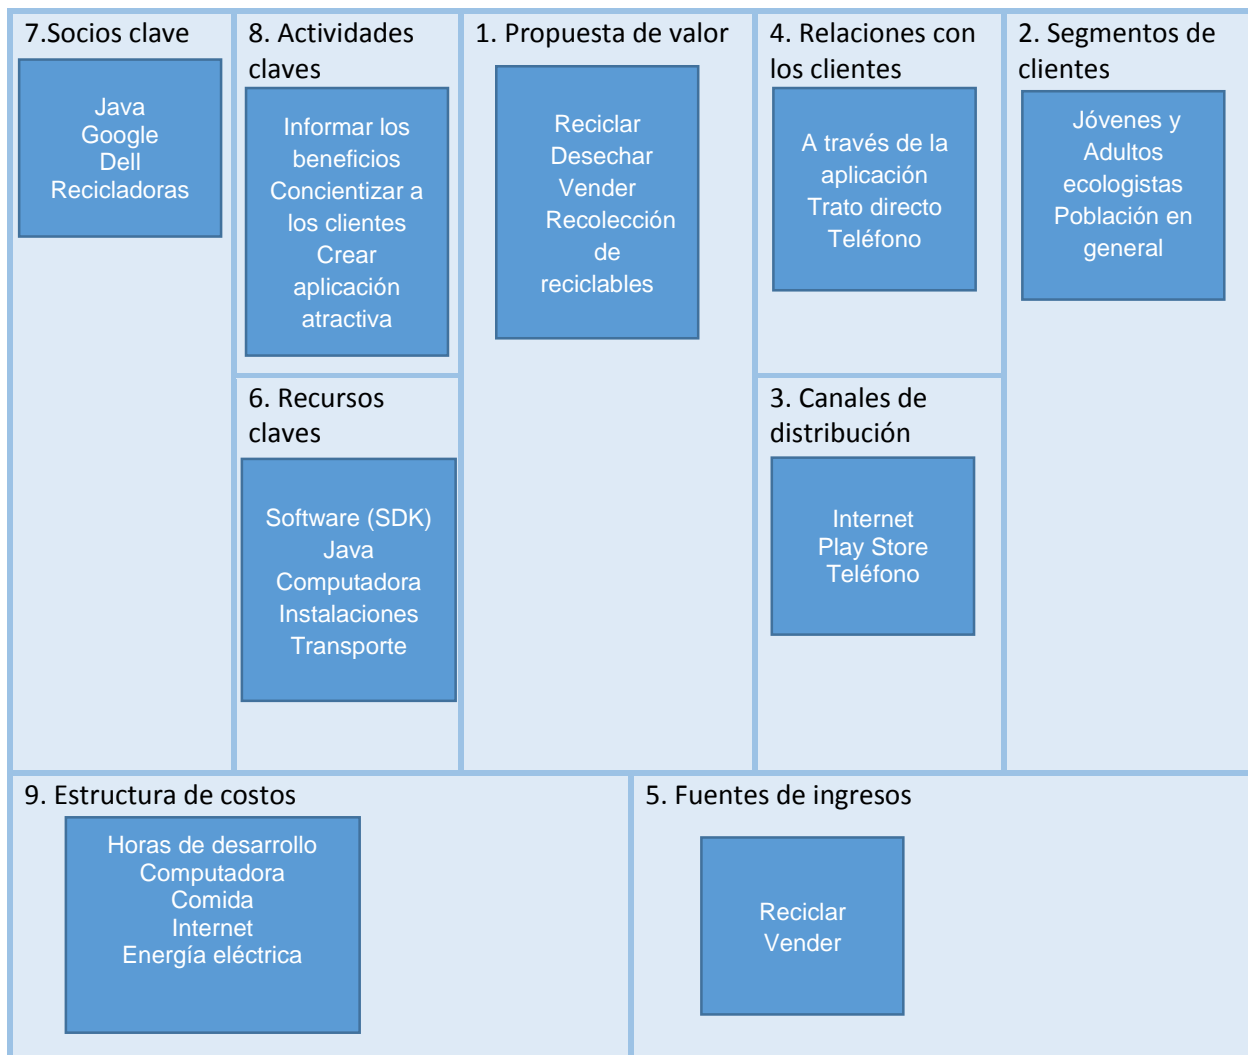 7.Socios clave
Java
Google
Dell
Recicladoras
8. Actividades
claves
Informar los
beneficios
Concientizar a
los clientes
Crear
aplicación
atractiva
6. Recursos
claves
Software (SDK)
Java
Computadora
Instalaciones
Transporte
1. Propuesta de valor
Reciclar
Desechar
Vender
Recolección
de
reciclables
4. Relaciones con
los clientes
A través de la
aplicación
Trato directo
Teléfono
3. Canales de
distribución
Internet
Play Store
Teléfono
2. Segmentos de
clientes
Jóvenes y
Adultos
ecologistas
Población en
general
9. Estructura de costos
Horas de desarrollo
Computadora
Comida
Internet
Energía eléctrica
5. Fuentes de ingresos
Reciclar
Vender